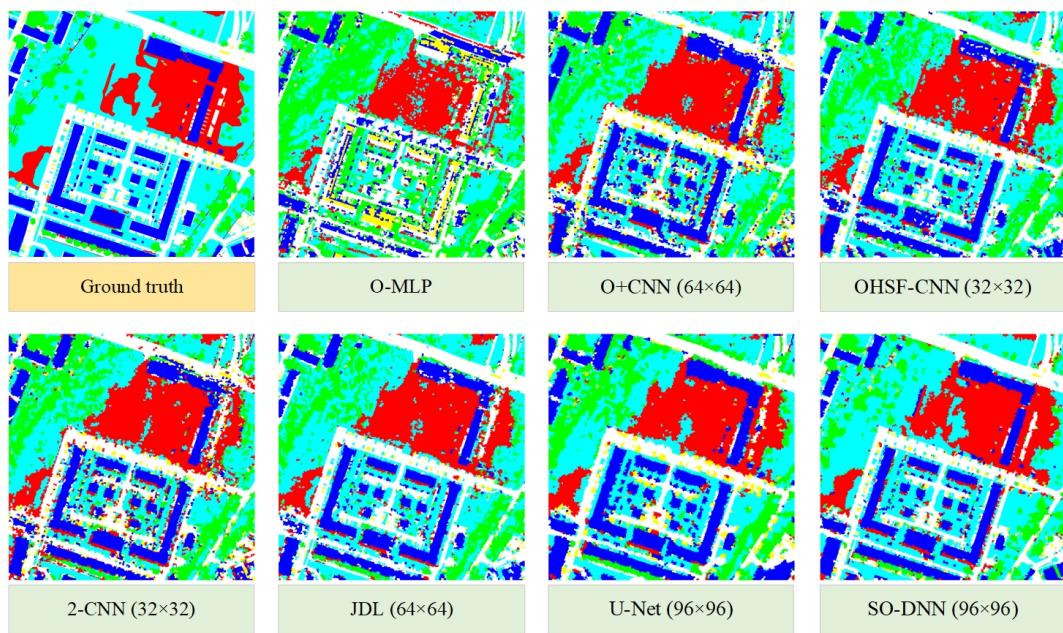 Ground truth
O-MLP
O+CNN (64×64)
OHSF-CNN (32×32)
2-CNN (32×32)
JDL (64×64)
U-Net (96×96)
SO-DNN (96×96)